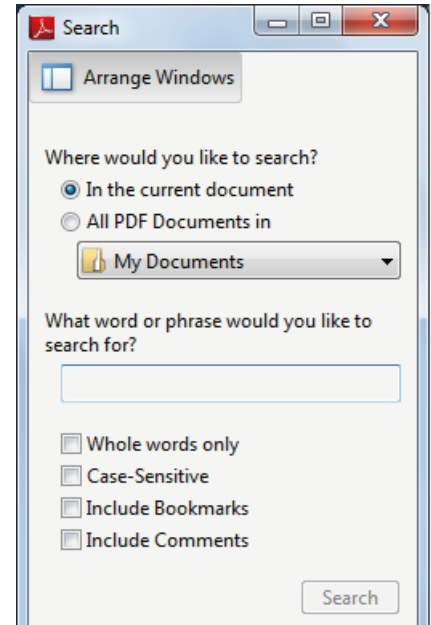 Search
Arrange Windows
Where would you like to search?
In the current document
All PDF Documents in
My Documents
What word or phrase would you like to
search for?
Whole words only
Case-Sensitive
Include Bookmarks
Include Comments
Search